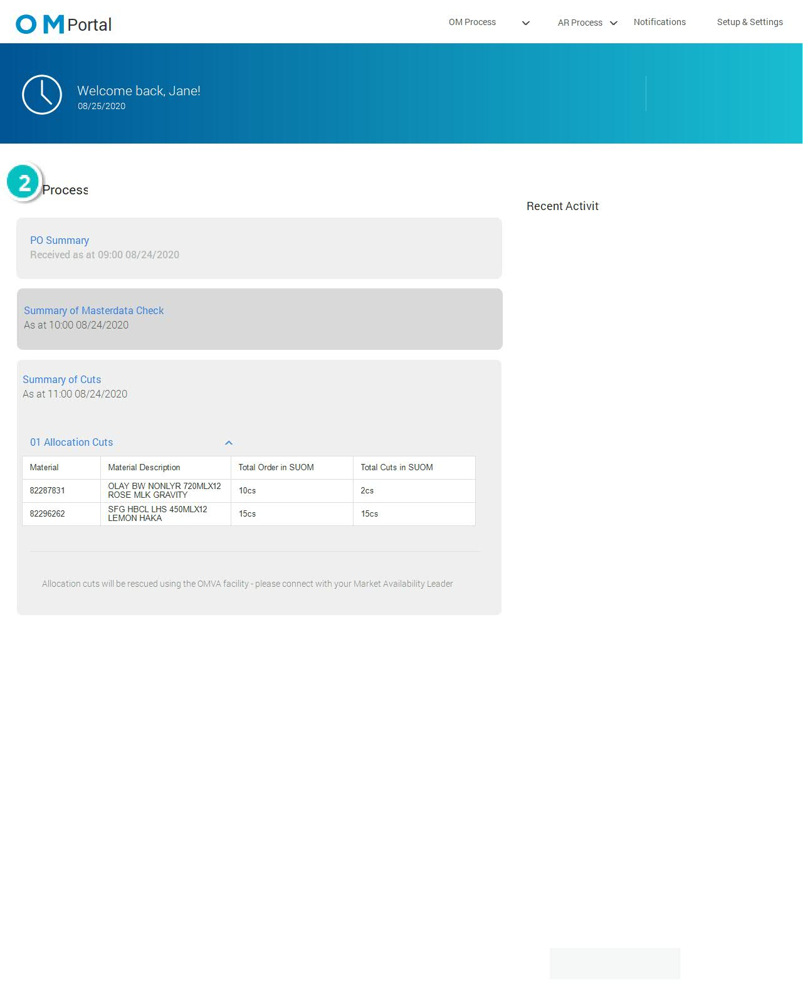 OM Portal
OM Process
AR Process
Notifications
Setup & Settings
Welcome back, Jane!
08/25/2020
2
Process
Recent Activit
PO Summary
Received as at 09:00 08/24/2020
Summary of Masterdata Check
As at 10:00 08/24/2020
Summary of Cuts
As at 11:00 08/24/2020
01 Allocation Cuts
Material Material Description Total Order in SUOM Total Cuts in SUOM
82287831 OLAY BW NONLYR 720MLX12 10cs 2cs
ROSE MLK GRAVITY
82296262 SFG HBCL LHS 450MLX12 15cs 15cs
LEMON HAKA
Allocation cuts will be rescued using the OMVA facility - please connect with your Market Availability Leader